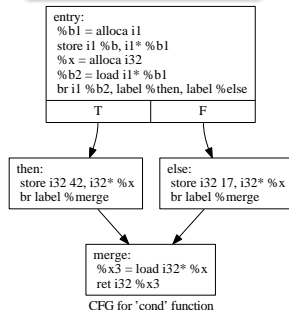 entry:
%b1 = alloca i1
store i1 %b, i1* %b1
%x = alloca i32
%b2 = load i1* %b1
br i1 %b2, label %then, label %else
T F
then:
store i32 42, i32* %x
br label %merge
else:
store i32 17, i32* %x
br label %merge
merge:
%x3 = load i32* %x
ret i32 %x3
CFG for 'cond' function